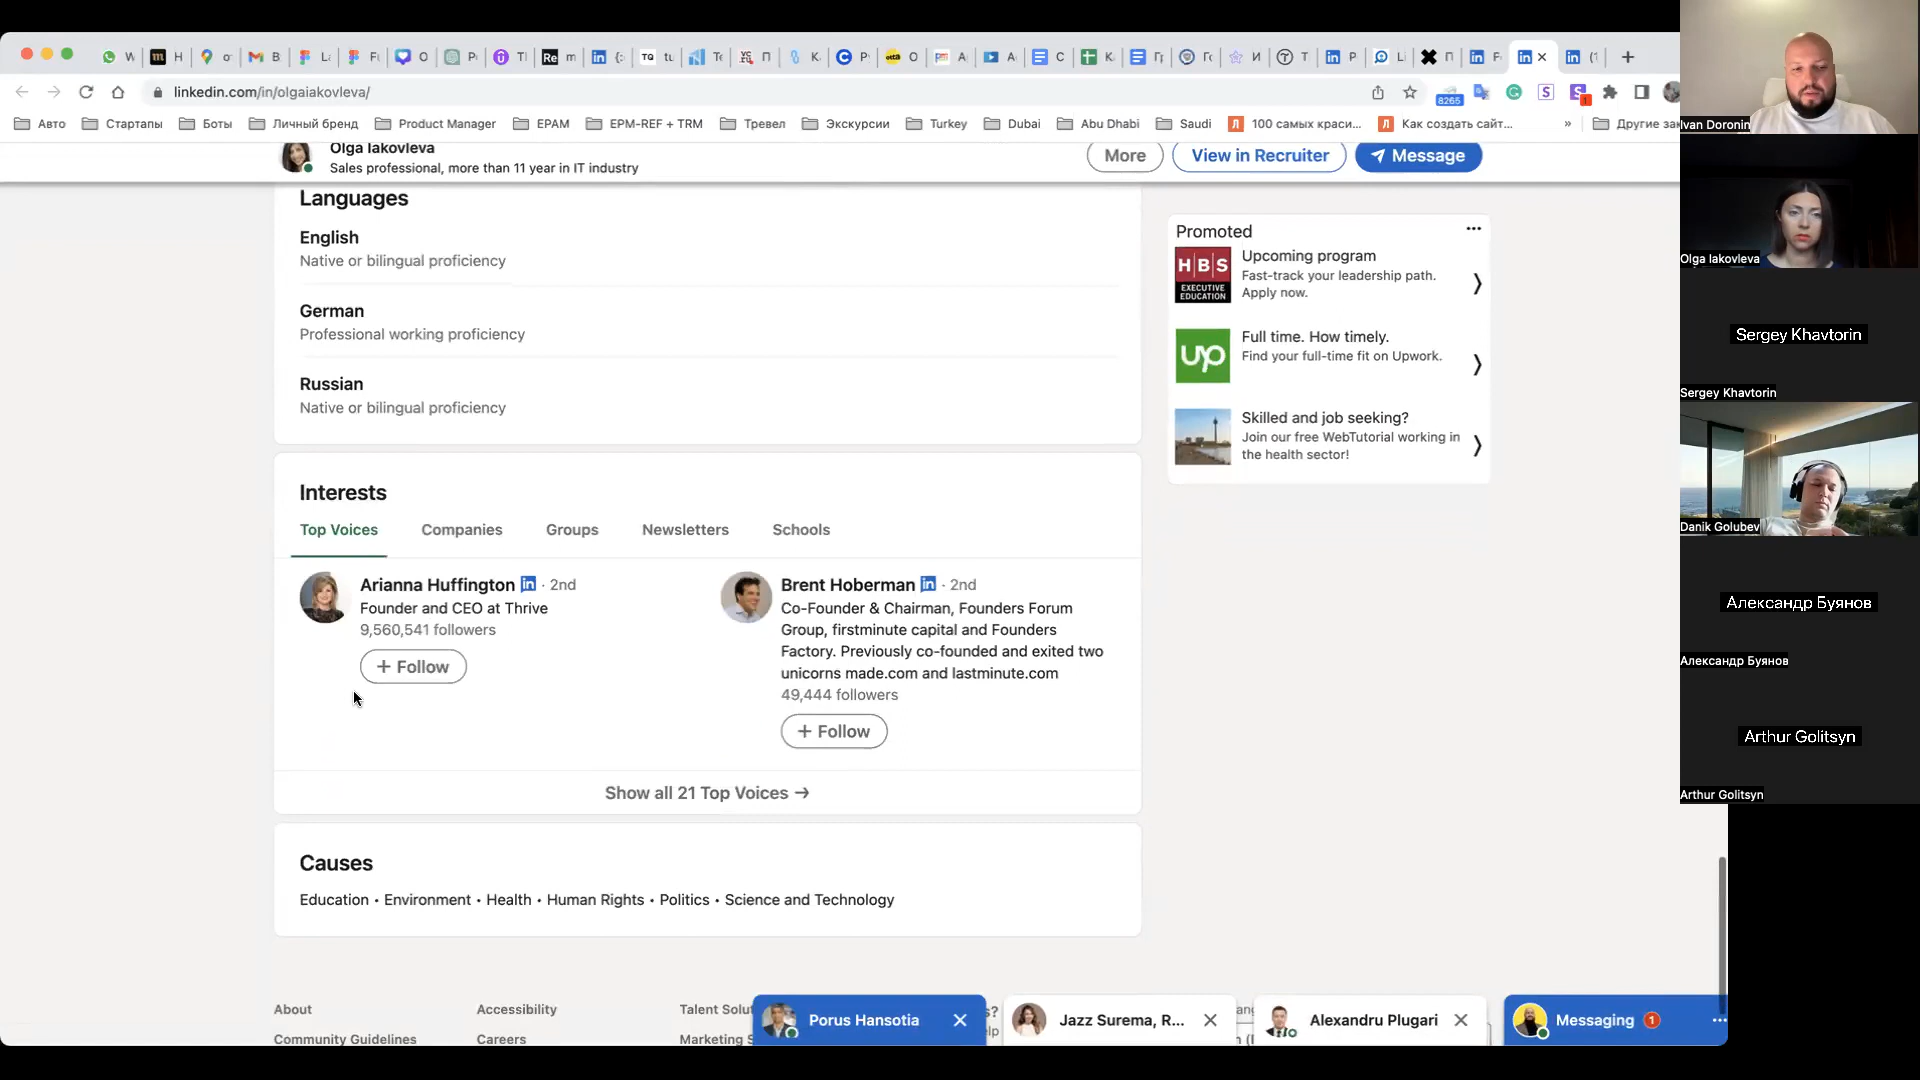 linkedin.com/in/olgaiakovleva/
8265
1
Авто
Стартапы
Боты
Личный бренд
Product Manager
EPAM
EPM-REF + TRM
Тревел
Экскурсии
Turkey
Dubai
Abu Dhabi
Saudi
100 самых краси...
Как создать сайт...
»
Другие зак
Olga Iakovleva
Sales professional, more than 11 year in IT industry
More
View in Recruiter
Message
Languages
English
Native or bilingual proficiency
German
Professional working proficiency
Russian
Native or bilingual proficiency
Promoted
HBS
EXECUTIVE
EDUCATION
Upcoming program
Fast-track your leadership path.
Apply now.
up
Full time. How timely.
Find your full-time fit on Upwork.
Skilled and job seeking?
Join our free WebTutorial working in
the health sector!
Interests
Top Voices
Companies
Groups
Newsletters
Schools
Arianna Huffington in · 2nd
Founder and CEO at Thrive
9,560,541 followers
+ Follow
Brent Hoberman in · 2nd
Co-Founder & Chairman, Founders Forum
Group, firstminute capital and Founders
Factory. Previously co-founded and exited two
unicorns made.com and lastminute.com
49,444 followers
+ Follow
Show all 21 Top Voices →
Causes
Education • Environment • Health • Human Rights • Politics • Science and Technology
About
Accessibility
Talent Solu
Community Guidelines
Careers
Marketing S
Porus Hansotia
Jazz Surema, R...
Alexandru Plugari
Messaging 1
Ivan Doronin
Olga Iakovleva
Sergey Khavtorin
Sergey Khavtorin
Danik Golubev
Александр Буянов
Александр Буянов
Arthur Golitsyn
Arthur Golitsyn